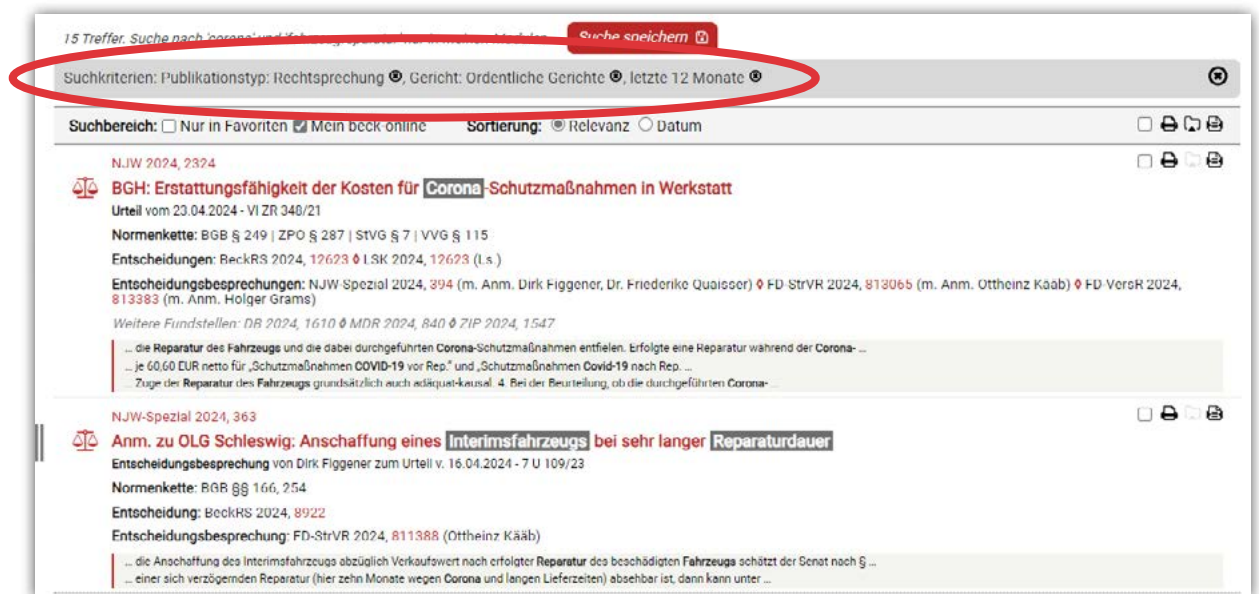 15 Treffer. Suche nach 'corona' und Suche speichern
Suchkriterien: Publikationstyp: Rechtsprechung, Gericht: Ordentliche Gerichte, letzte 12 Monate
Suchbereich: Nur in Favoriten Mein beck-online Sortierung: Relevanz Datum
NJW 2024, 2324
BGH: Erstattungsfähigkeit der Kosten für Corona-Schutzmaßnahmen in Werkstatt
Urteil vom 23.04.2024 - VI ZR 348/21
Normenkette: BGB § 249 | ZPO § 287 | StVG § 7 | VVG § 115
Entscheidungen: BeckRS 2024, 12623 ◊ LSK 2024, 12623 (Ls.)
Entscheidungsbesprechungen: NJW-Spezial 2024, 394 (m. Anm. Dirk Figgener, Dr. Friederike Quaisser) ◊ FD-StrVR 2024, 813065 (m. Anm. Ottheinz Kääb) ◊ FD-VersR 2024,
813383 (m. Anm. Holger Grams)
Weitere Fundstellen: DB 2024, 1610 ◊ MDR 2024, 840 ◊ ZIP 2024, 1547
... die Reparatur des Fahrzeugs und die dabei durchgeführten Corona-Schutzmaßnahmen entfielen. Erfolgte eine Reparatur während der Corona- ...
... je 60,60 EUR netto für „Schutzmaßnahmen COVID-19 vor Rep." und „Schutzmaßnahmen Covid-19 nach Rep. ...
... Zuge der Reparatur des Fahrzeugs grundsätzlich auch adäquat-kausal. 4. Bei der Beurteilung, ob die durchgeführten Corona- ...
NJW-Spezial 2024, 363
Anm. zu OLG Schleswig: Anschaffung eines Interimsfahrzeugs bei sehr langer Reparaturdauer
Entscheidungsbesprechung von Dirk Figgener zum Urteil v. 16.04.2024 - 7 U 109/23
Normenkette: BGB §§ 166, 254
Entscheidung: BeckRS 2024, 8922
Entscheidungsbesprechung: FD-StrVR 2024, 811388 (Ottheinz Kääb)
... die Anschaffung des Interimsfahrzeugs abzüglich Verkaufswert nach erfolgter Reparatur des beschädigten Fahrzeugs schätzt der Senat nach § ...
... einer sich verzögernden Reparatur (hier zehn Monate wegen Corona und langen Lieferzeiten) absehbar ist, dann kann unter ...